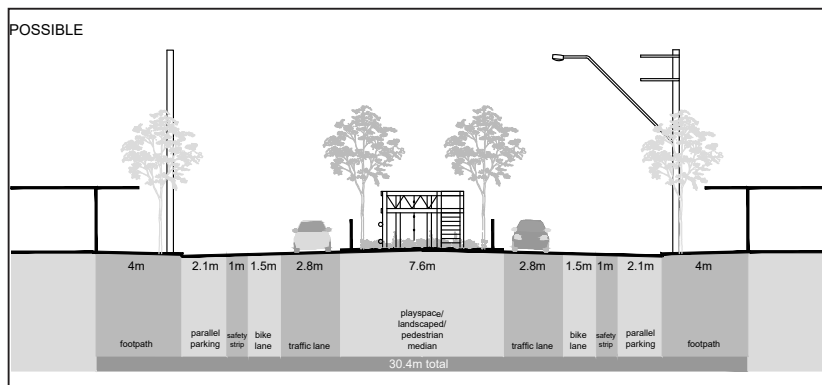 POSSIBLE
4m 2.1m 1m 1.5m 2.8m 7.6m 2.8m 1.5m 1m 2.1m 4m
footpath
parallel
parking
safety
strip
bike
lane
traffic lane
playspace/
landscaped/
pedestrian
median
traffic lane
bike
lane
safety
strip
parallel
parking
footpath
30.4m total